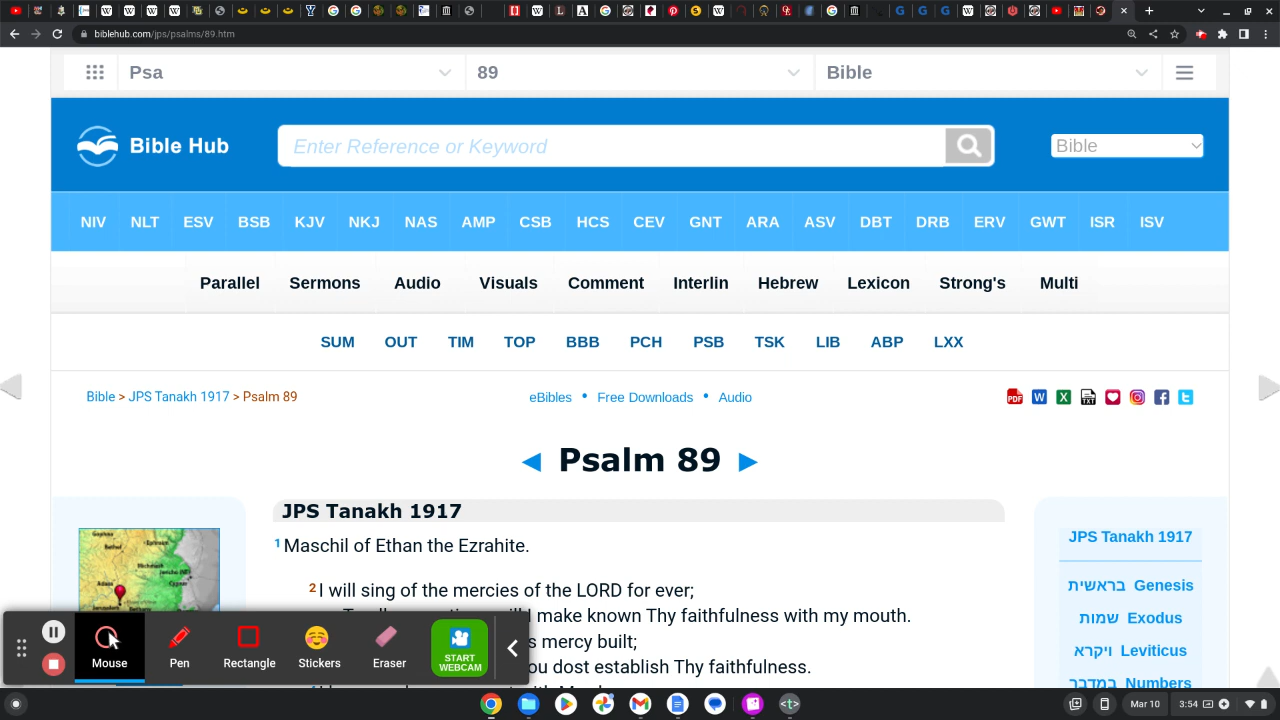 biblehub.com/jps/psalms/89.htm
Psa 89 Bible
Bible Hub Enter Reference or Keyword Bible
NIV NLT ESV BSB KJV NKJ NAS AMP CSB HCS CEV GNT ARA ASV DBT DRB ERV GWT ISR ISV
Parallel Sermons Audio Visuals Comment Interlin Hebrew Lexicon Strong's Multi
SUM OUT TIM TOP BBB PCH PSB TSK LIB ABP LXX
Bible > JPS Tanakh 1917 > Psalm 89 eBibles • Free Downloads • Audio
◄ Psalm 89 ►
JPS Tanakh 1917
1 Maschil of Ethan the Ezrahite.
2 I will sing of the mercies of the LORD for ever;
make known Thy faithfulness with my mouth.
mercy built;
dost establish Thy faithfulness.
JPS Tanakh 1917
בראשית Genesis
שמות Exodus
ויקרא Leviticus
במדבר Numbers
Mouse Pen Rectangle Stickers Eraser START WEBCAM
Mar 10 3:54